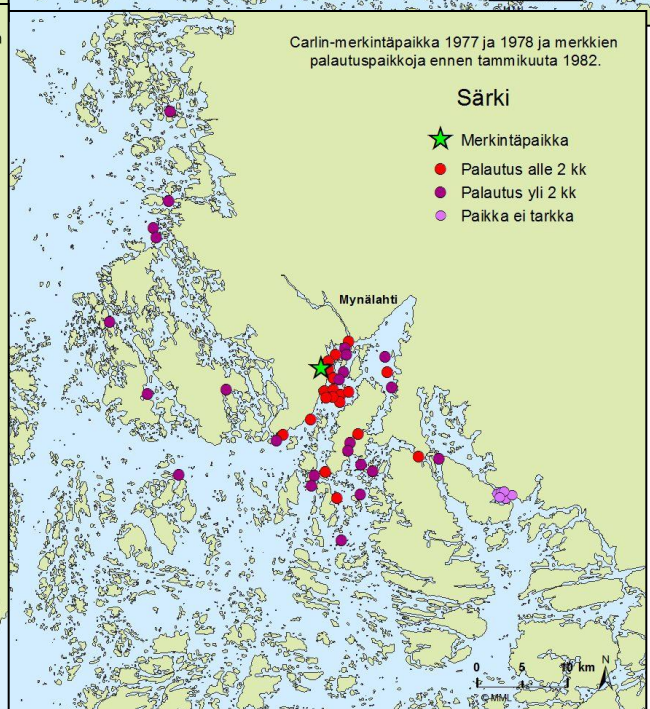 Carlin-merkintäpaikka 1977 ja 1978 ja merkkien
palautuspaikkoja ennen tammikuuta 1982.
Särki
Merkintäpaikka
Palautus alle 2 kk
Palautus yli 2 kk
Paikka ei tarkka
Mynälahti
0 5 10 km
N
© MML